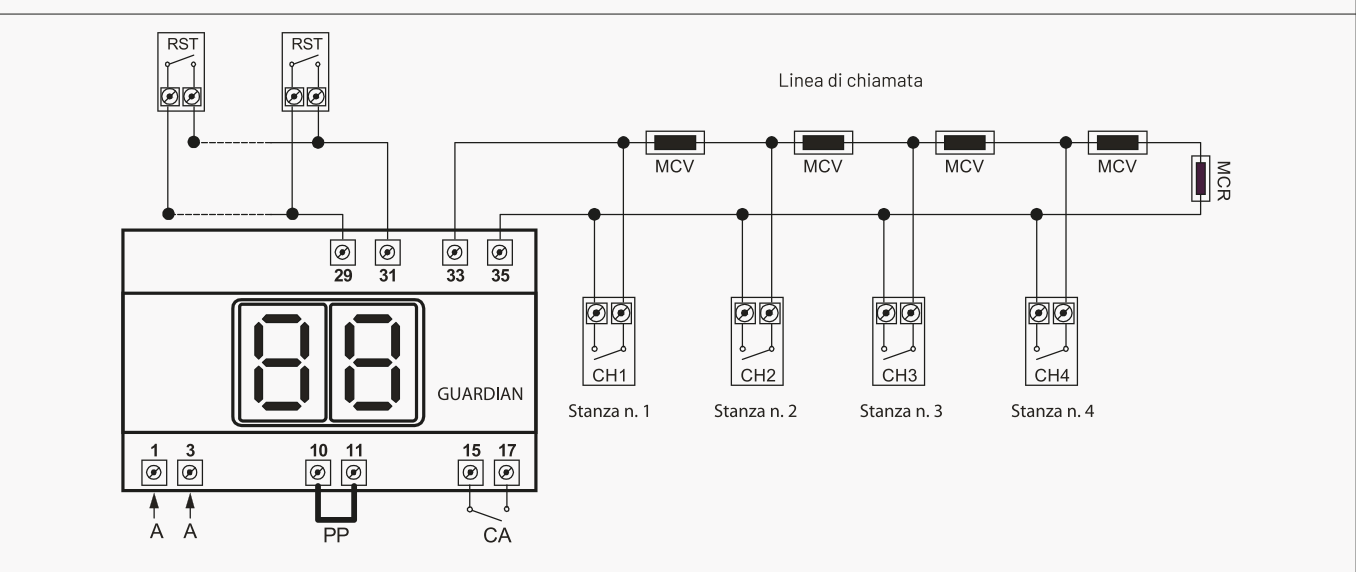 RST RST
Linea di chiamata
MCV MCV MCV MCV
MCR
29 31 33 35
88
GUARDIAN
CH1 CH2 CH3 CH4
Stanza n. 1 Stanza n. 2 Stanza n. 3 Stanza n. 4
1 3 10 11 15 17
A A PP CA